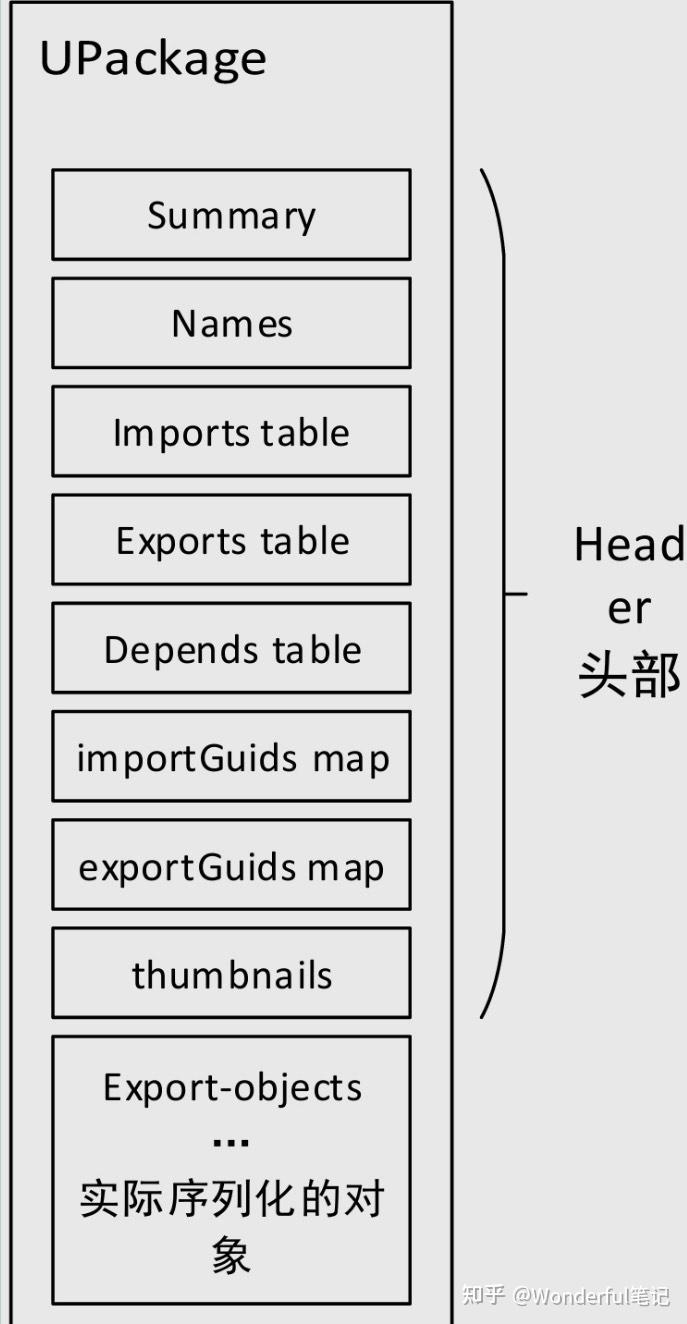 UPackage
Summary
Names
Imports table
Exports table
Depends table
importGuids map
exportGuids map
thumbnails
Export-objects
...
实际序列化的对
象
Head
er
头部
知乎 @Wonderful笔记